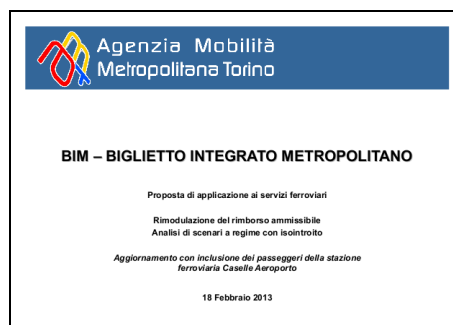 Agenzia Mobilità
Metropolitana Torino
BIM – BIGLIETTO INTEGRATO METROPOLITANO
Proposta di applicazione ai servizi ferroviari
Rimodulazione del rimborso ammissibile
Analisi di scenari a regime con isointroito
Aggiornamento con inclusione dei passeggeri della stazione
ferroviaria Caselle Aeroporto
18 Febbraio 2013